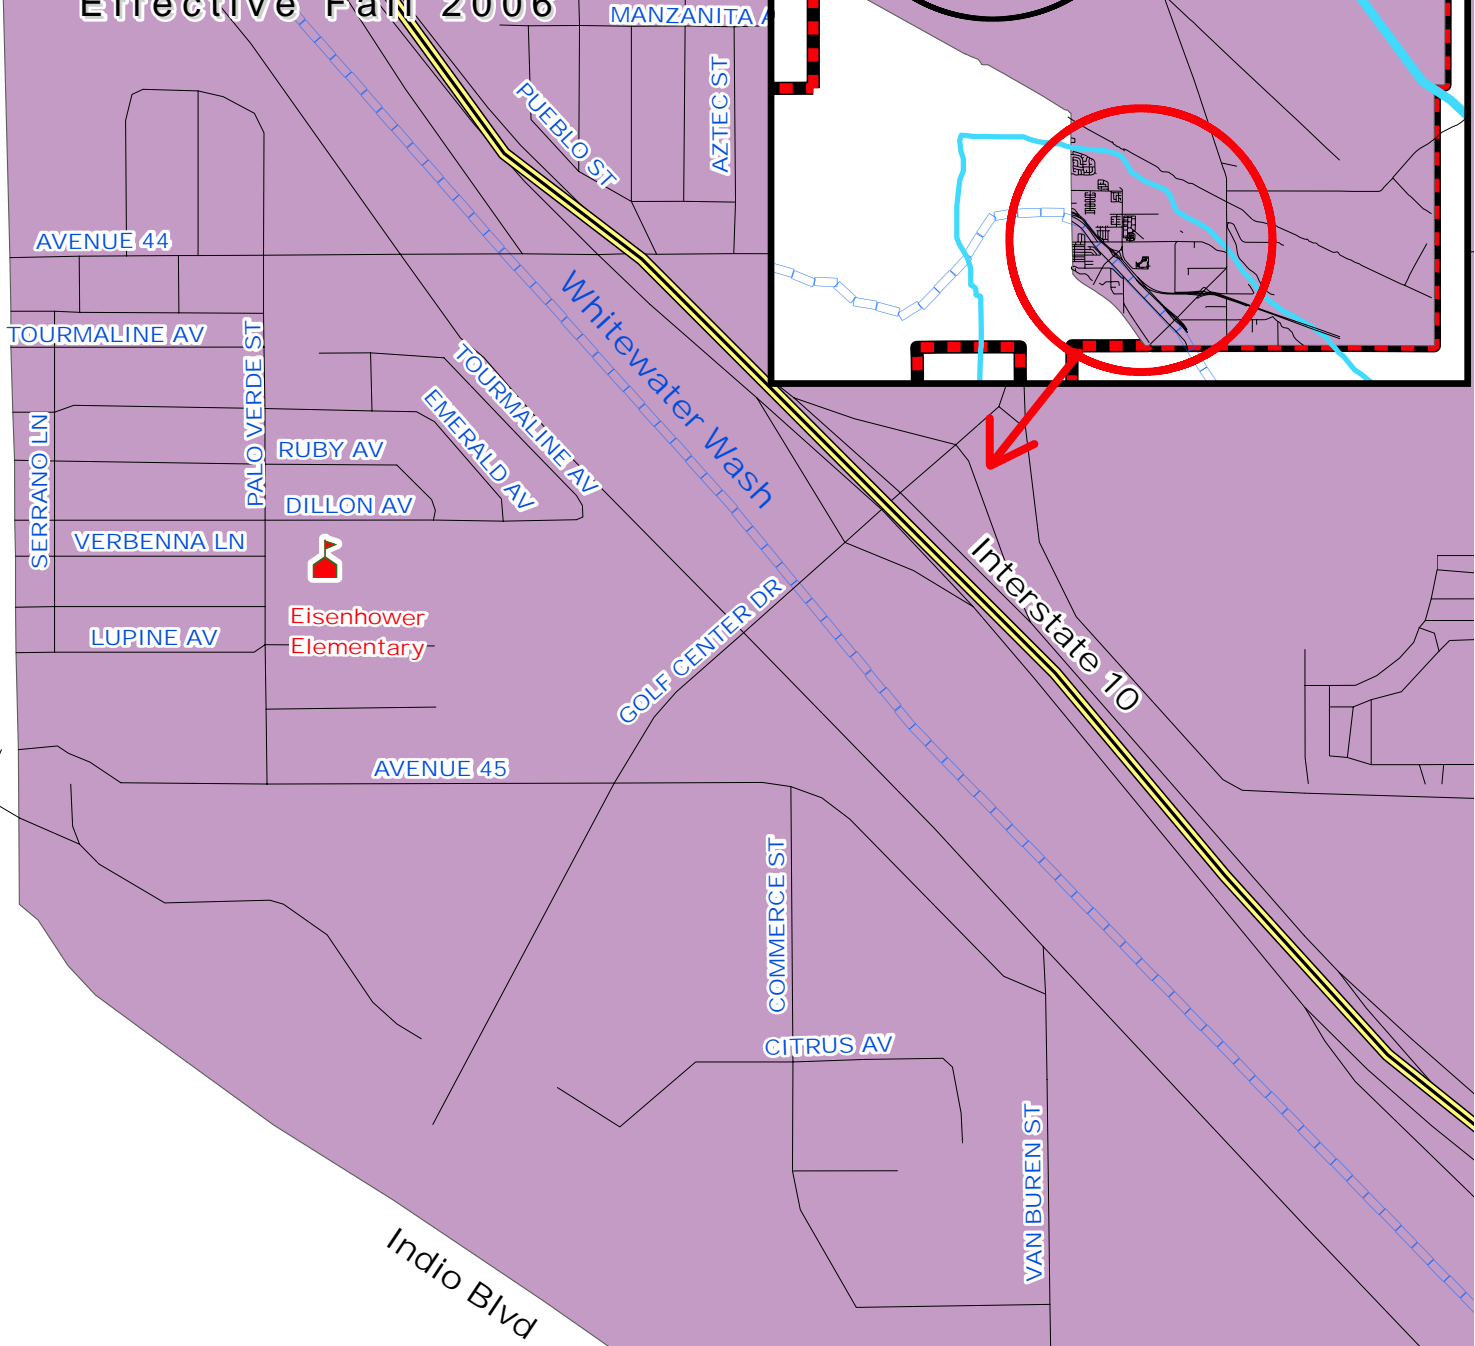 Effective Fall 2006
MANZANITA
PUEBLO ST
AZTEC ST
AVENUE 44
TOURMALINE AV
PALO VERDE ST
Whitewater Wash
TOURMALINE AV
EMERALD AV
SERRANO LN
RUBY AV
DILLON AV
VERBENNA LN
Eisenhower
Elementary
LUPINE AV
GOLF CENTER DR
Interstate 10
AVENUE 45
COMMERCE ST
CITRUS AV
VAN BUREN ST
Indio Blvd